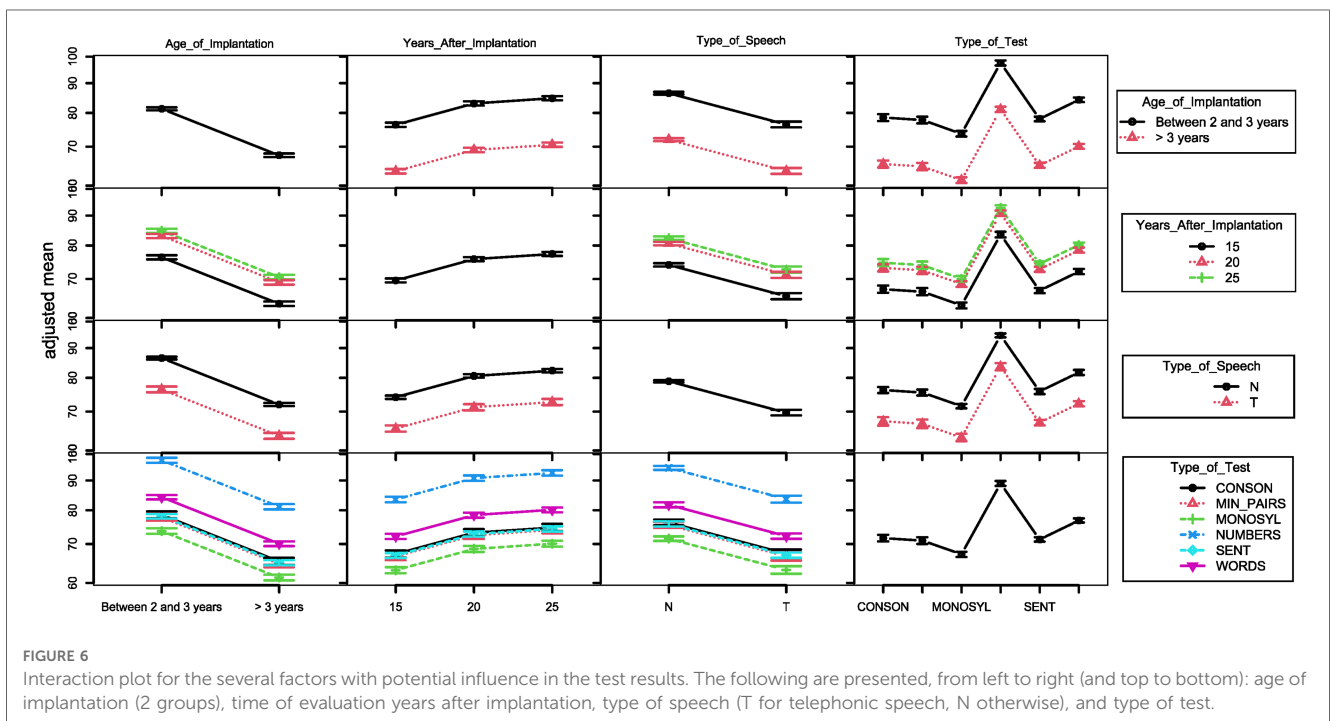 Age_of_Implantation Years_After_Implantation Type_of_Speech Type_of_Test
100
90
80
70
60
Age_of_Implantation
Between 2 and 3 years
> 3 years
100
90
80
70
60
Years_After_Implantation
15
20
25
adjusted mean
100
90
80
70
60
Type_of_Speech
N
T
100
90
80
70
60
Type_of_Test
CONSON
MIN_PAIRS
MONOSYL
NUMBERS
SENT
WORDS
Between 2 and 3 years > 3 years 15 20 25 N T CONSON MONOSYL SENT
FIGURE 6
Interaction plot for the several factors with potential influence in the test results. The following are presented, from left to right (and top to bottom): age of
implantation (2 groups), time of evaluation years after implantation, type of speech (T for telephonic speech, N otherwise), and type of test.